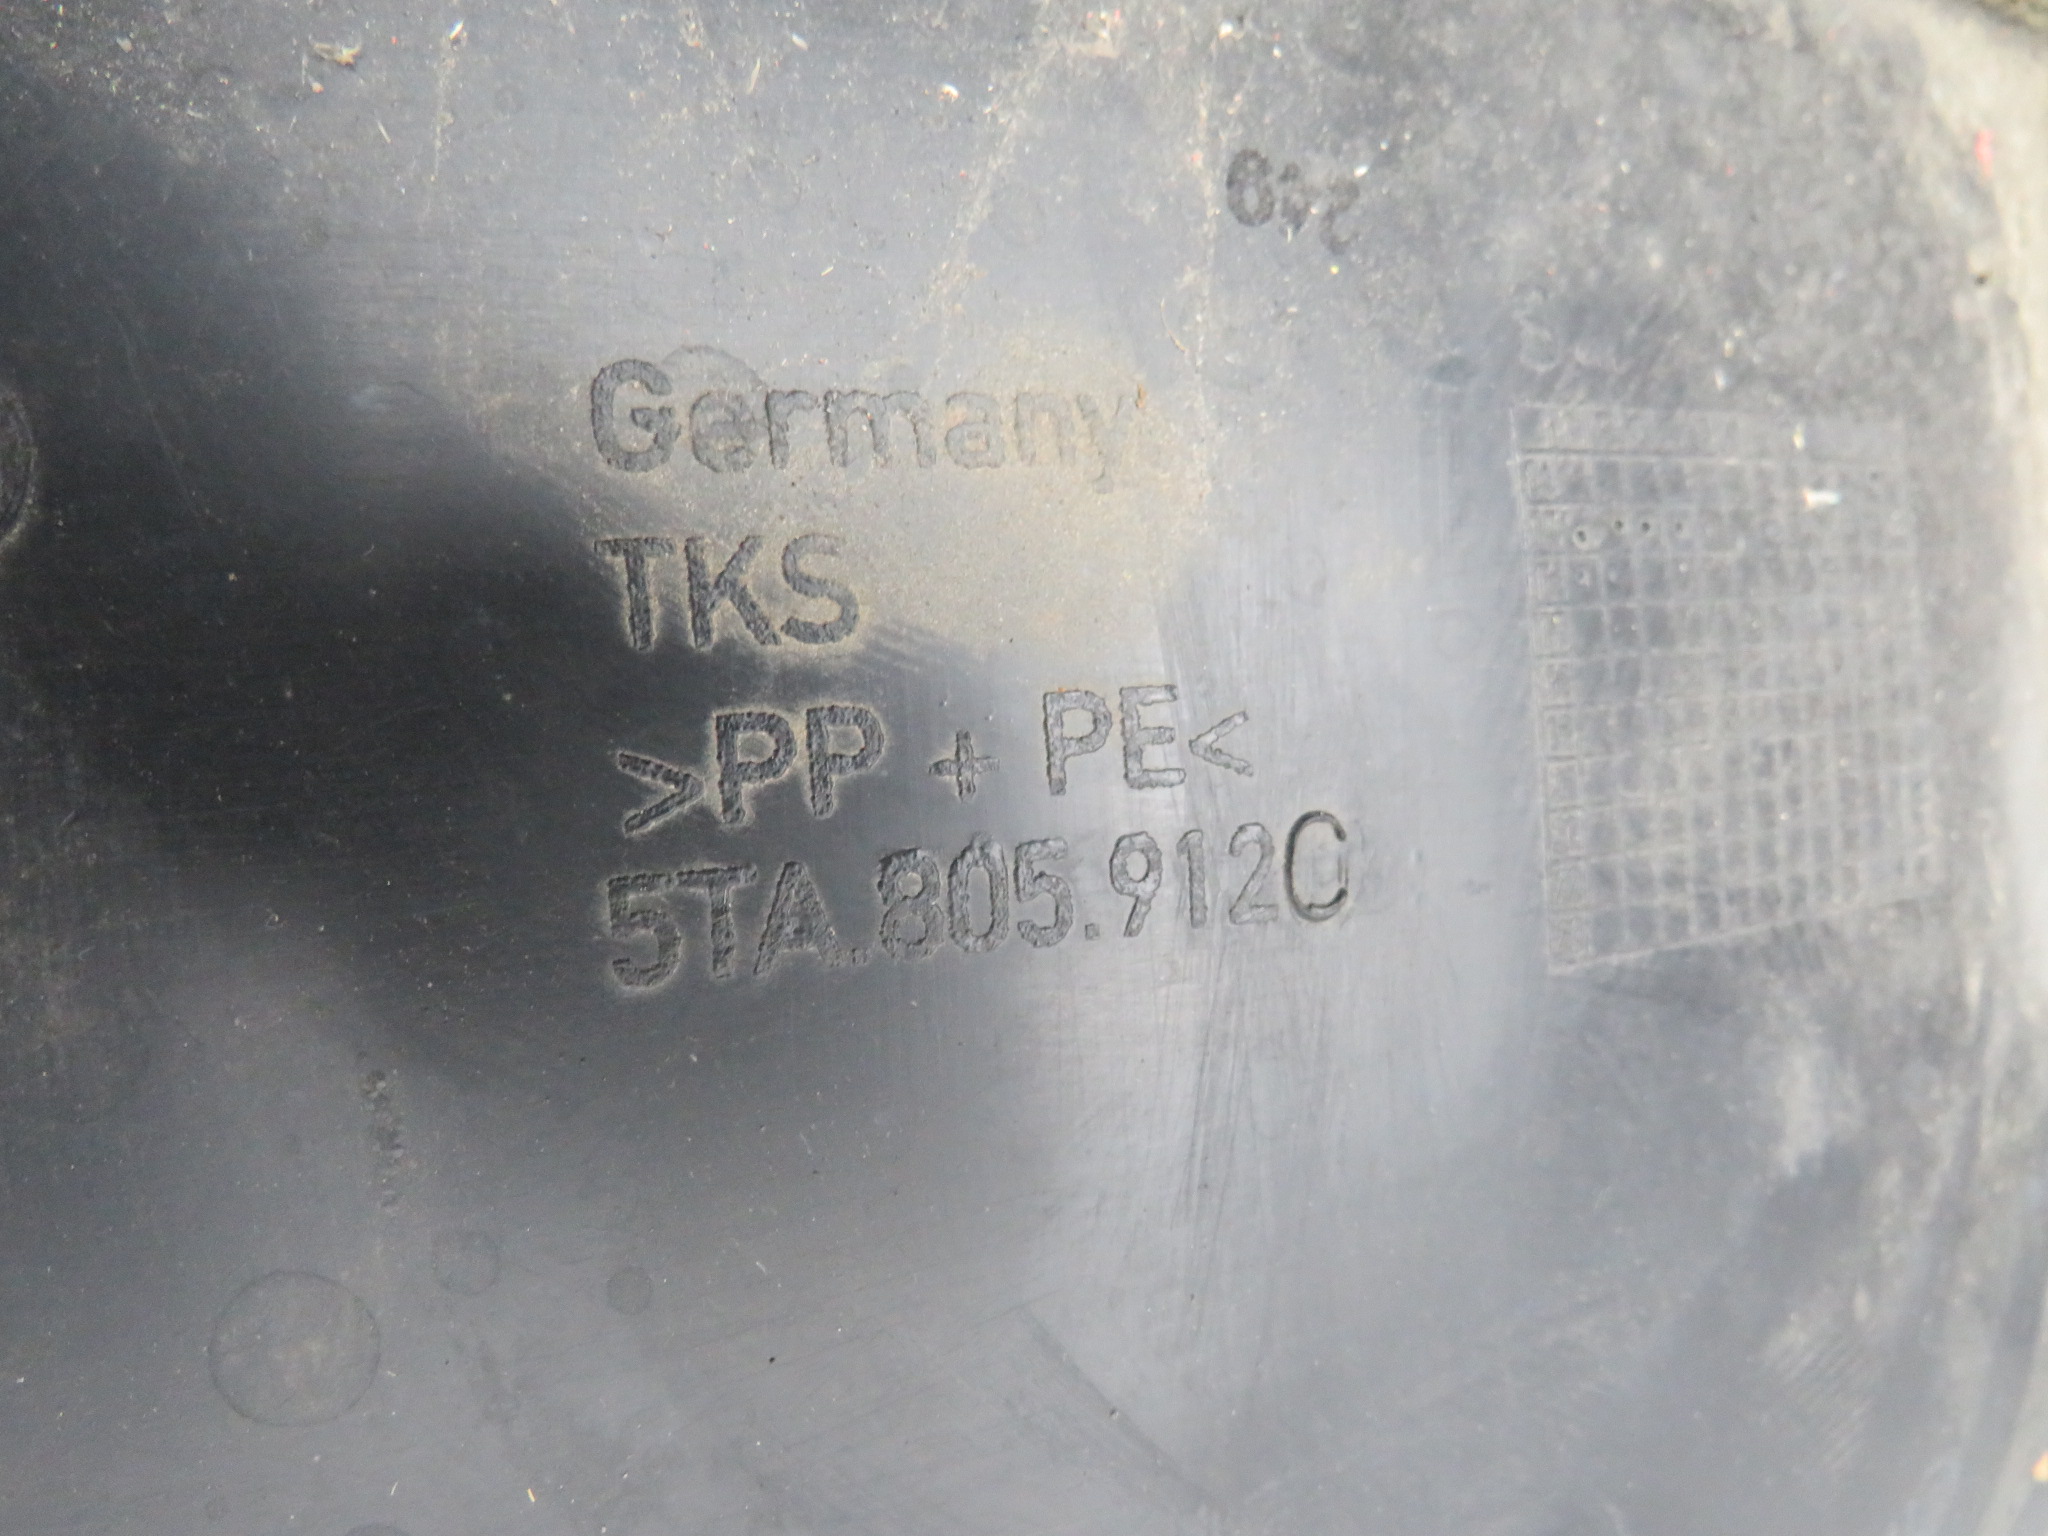 Germany
TKS
>PP + PE<
5TA.805.912C